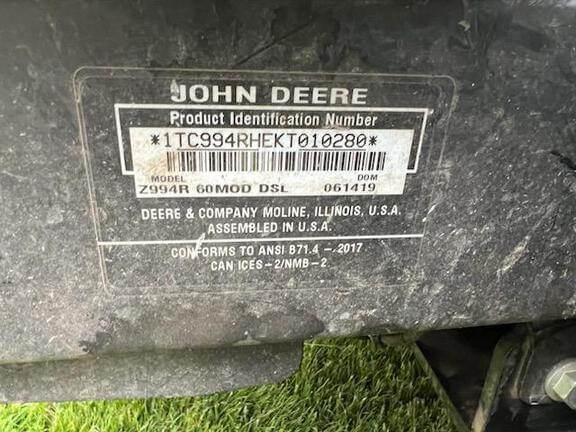 JOHN DEERE
Product Identification Number
*1TC994RHEKT010280*
MODEL DOM
Z994R 60MOD DSL 061419
DEERE & COMPANY MOLINE, ILLINOIS, U.S.A.
ASSEMBLED IN U.S.A.
CONFORMS TO ANSI B71.4 - 2017
CAN ICES-2/NMB-2